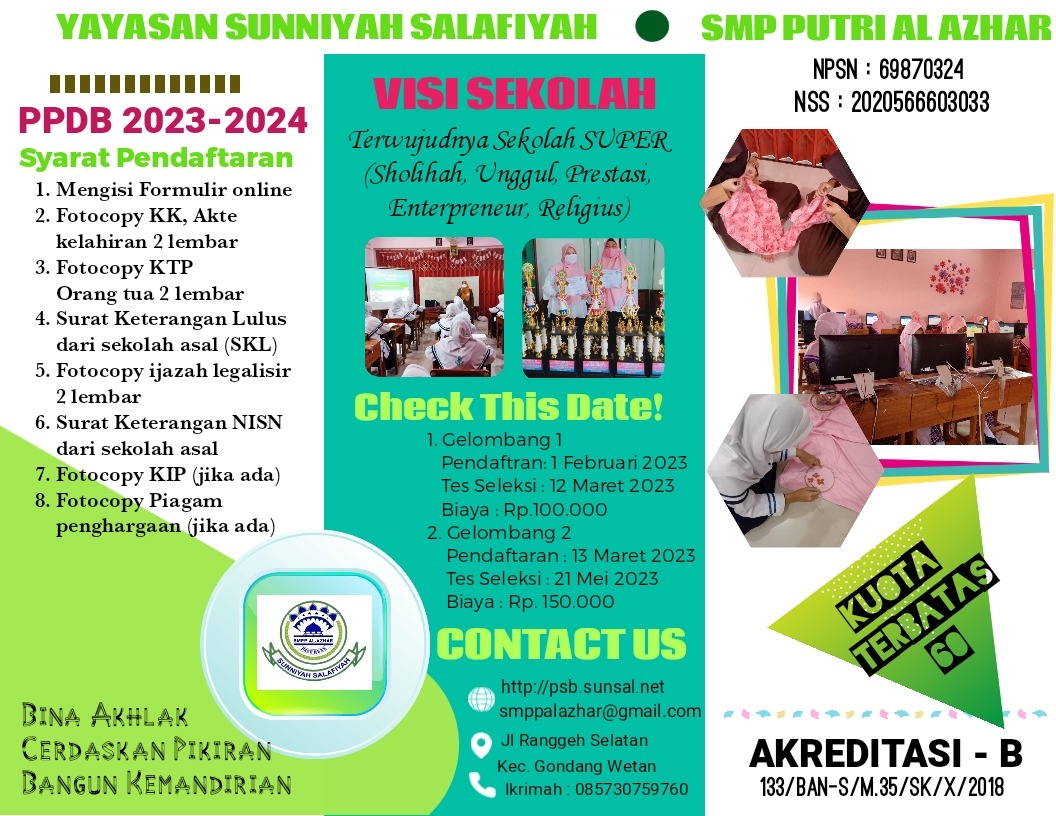 YAYASAN SUNNIYAH SALAFIYAH
SMP PUTRI AL AZHAR
PPDB 2023-2024
Syarat Pendaftaran
1. Mengisi Formulir online
2. Fotocopy KK, Akte
kelahiran 2 lembar
3. Fotocopy KTP
Orang tua 2 lembar
4. Surat Keterangan Lulus
dari sekolah asal (SKL)
5. Fotocopy ijazah legalisir
2 lembar
6. Surat Keterangan NISN
dari sekolah asal
7. Fotocopy KIP (jika ada)
8. Fotocopy Piagam
penghargaan (jika ada)
SMPP AL-AZHAR
SUNNIYAH SALAFIYAH
BINA AKHLAK
CERDASKAN PIKIRAN
BANGUN KEMANDIRIAN
VISI SEKOLAH
Terwujudnya Sekolah SUPER
(Sholihah, Unggul, Prestasi,
Enterpreneur, Religius)
Check This Date!
1. Gelombang 1
Pendaftran: 1 Februari 2023
Tes Seleksi : 12 Maret 2023
Biaya : Rp.100.000
2. Gelombang 2
Pendaftaran : 13 Maret 2023
Tes Seleksi : 21 Mei 2023
Biaya : Rp. 150.000
CONTACT US
http://psb.sunsal.net
smppalazhar@gmail.com
Jl Ranggeh Selatan
Kec. Gondang Wetan
Ikrimah : 085730759760
NPSN : 69870324
NSS : 2020566603033
KUOTA
TERBATAS
60
AKREDITASI - B
133/BAN-S/M.35/SK/X/2018